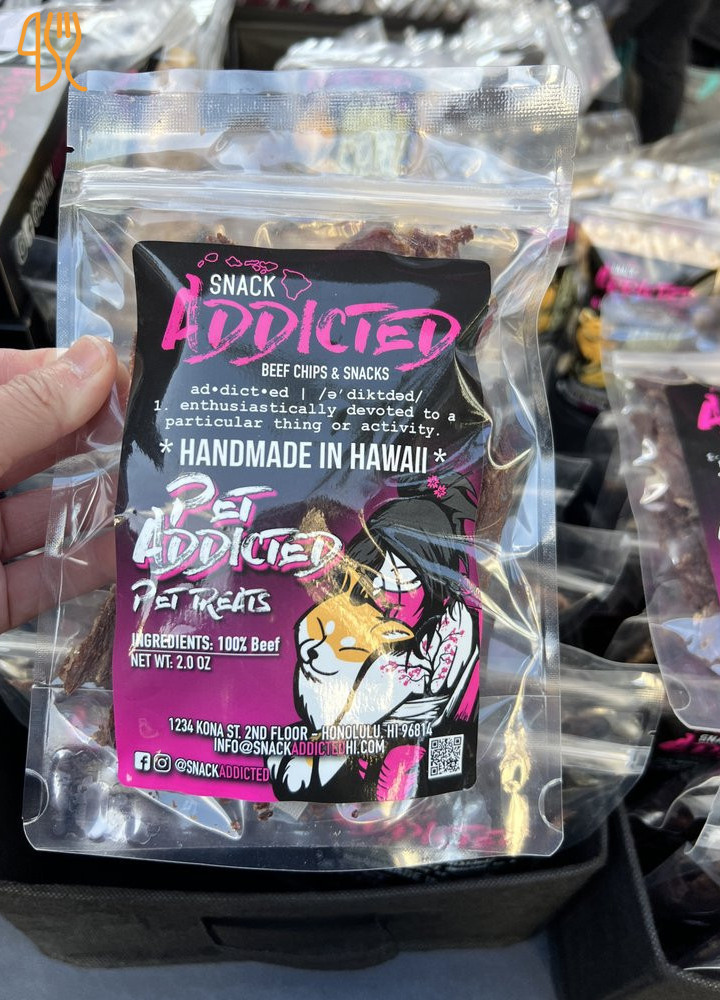 SNACK
ADDICTED
BEEF CHIPS & SNACKS
ad•dict•ed | /ə'diktdəd/
1. enthusiastically devoted to a
particular thing or activity.
* HANDMADE IN HAWAII *
PET
ADDICTED
PET TREATS
INGREDIENTS: 100% Beef
NET WT: 2.0 OZ
1234 KONA ST. 2ND FLOOR - HONOLULU, HI 96814
INFO@SNACKADDICTEDHI.COM
@SNACKADDICTED